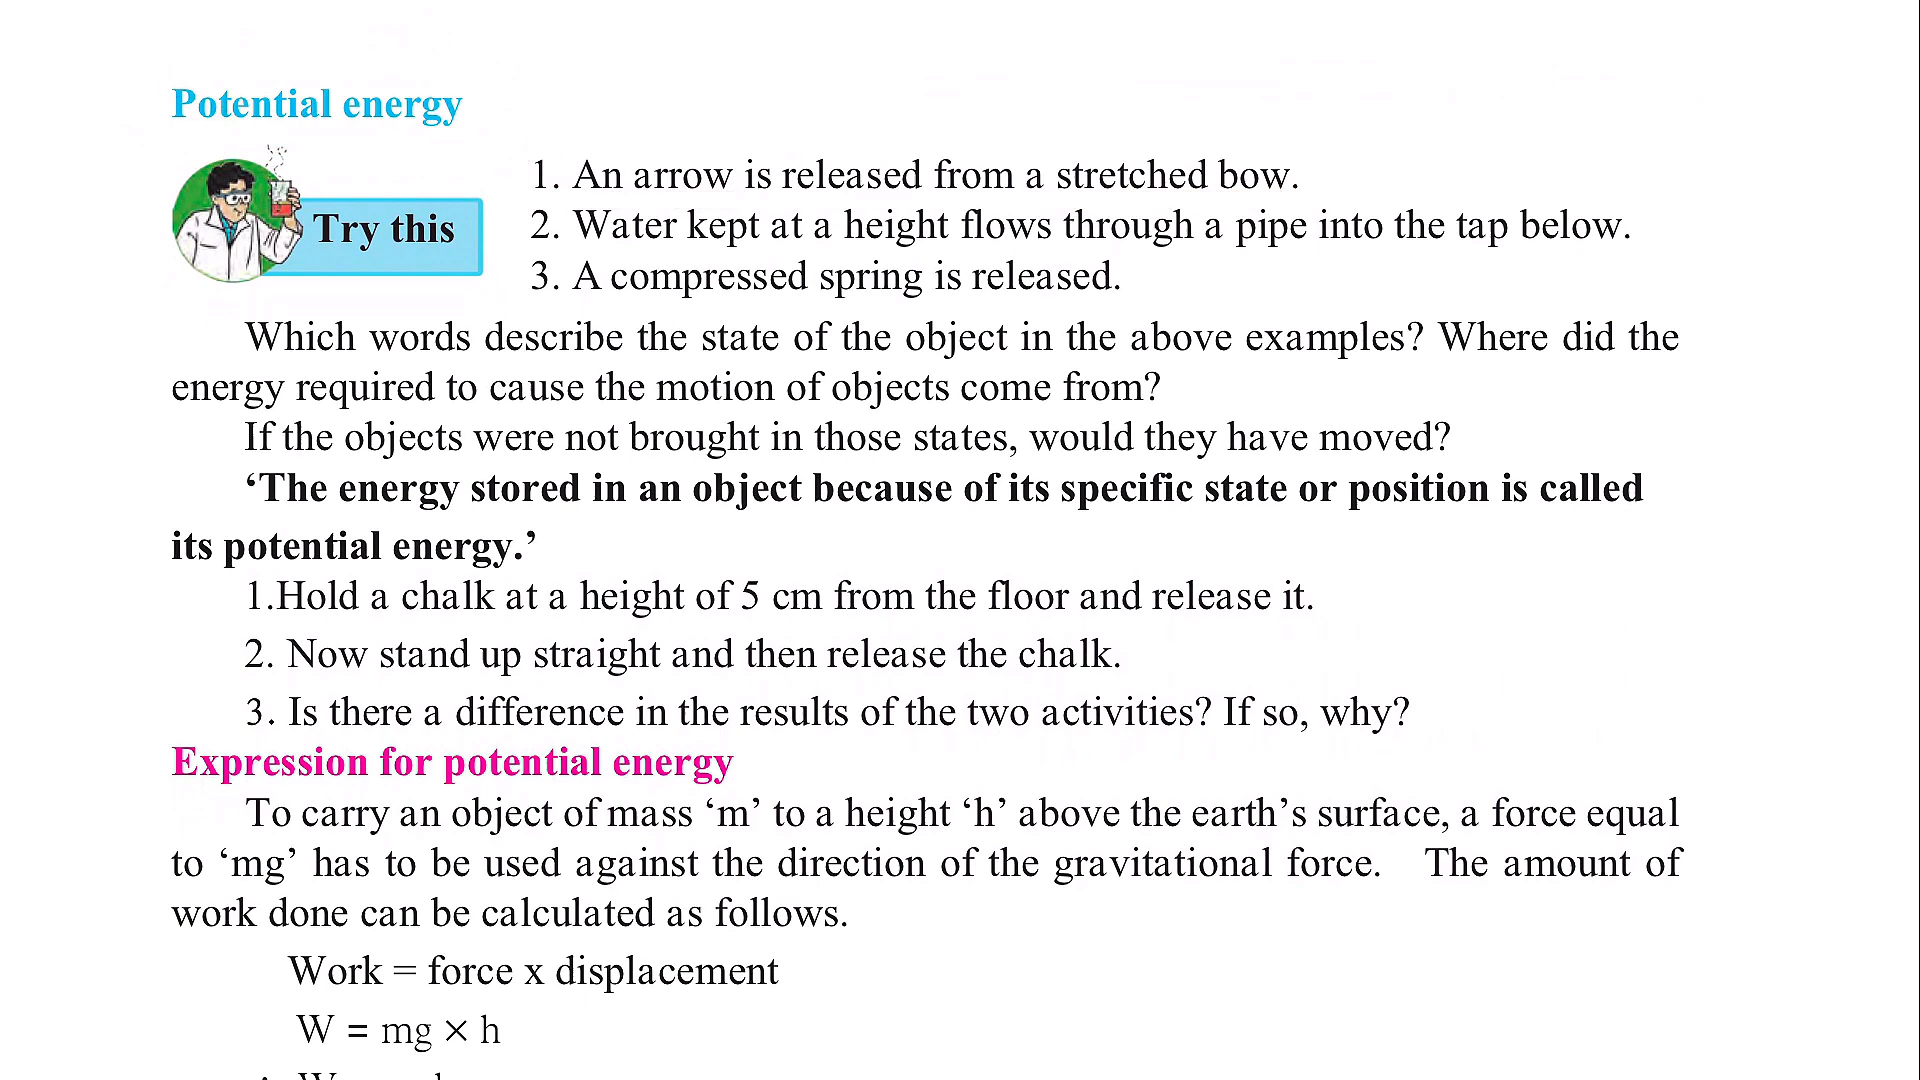 Potential energy
Try this
1. An arrow is released from a stretched bow.
2. Water kept at a height flows through a pipe into the tap below.
3. A compressed spring is released.
Which words describe the state of the object in the above examples? Where did the
energy required to cause the motion of objects come from?
If the objects were not brought in those states, would they have moved?
‘The energy stored in an object because of its specific state or position is called
its potential energy.’
1.Hold a chalk at a height of 5 cm from the floor and release it.
2. Now stand up straight and then release the chalk.
3. Is there a difference in the results of the two activities? If so, why?
Expression for potential energy
To carry an object of mass ‘m’ to a height ‘h’ above the earth’s surface, a force equal
to ‘mg’ has to be used against the direction of the gravitational force. The amount of
work done can be calculated as follows.
Work = force x displacement
W = mg × h